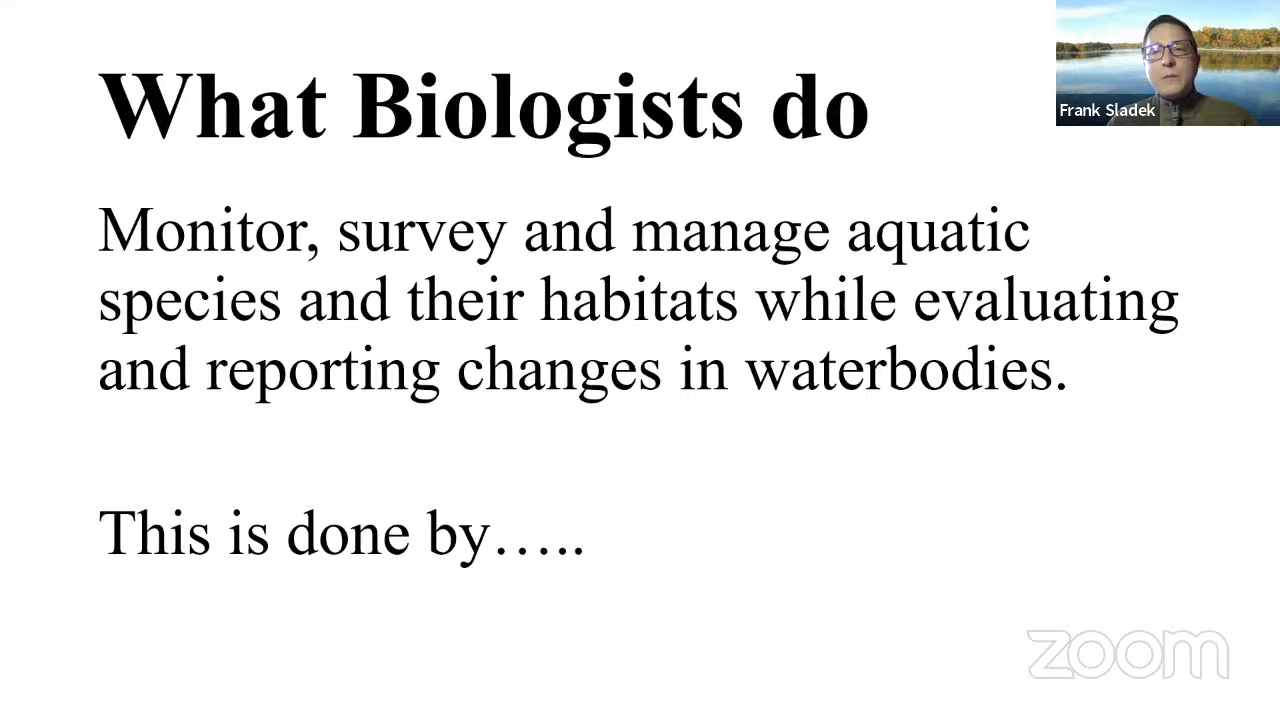 What Biologists do
Frank Sladek
Monitor, survey and manage aquatic
species and their habitats while evaluating
and reporting changes in waterbodies.
This is done by…..
zoom